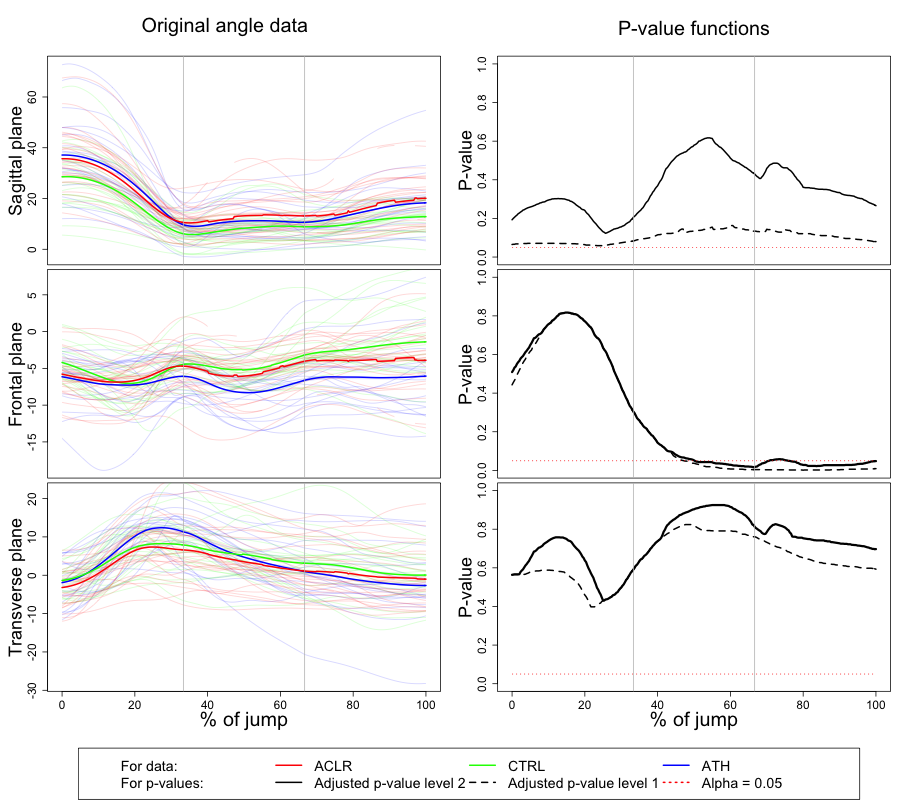 Original angle data
P-value functions
Sagittal plane
0 20 40 60
P-value
0.0 0.2 0.4 0.6 0.8 1.0
Frontal plane
-15 -10 -5 0 5
P-value
0.0 0.2 0.4 0.6 0.8 1.0
Transverse plane
-30 -20 10 0 10 20
P-value
0.0 0.2 0.4 0.6 0.8 1.0
0 20 40 60 80 100
% of jump
0 20 40 60 80 100
% of jump
For data: ACLR CTRL ATH
For p-values: Adjusted p-value level 2 Adjusted p-value level 1 Alpha = 0.05